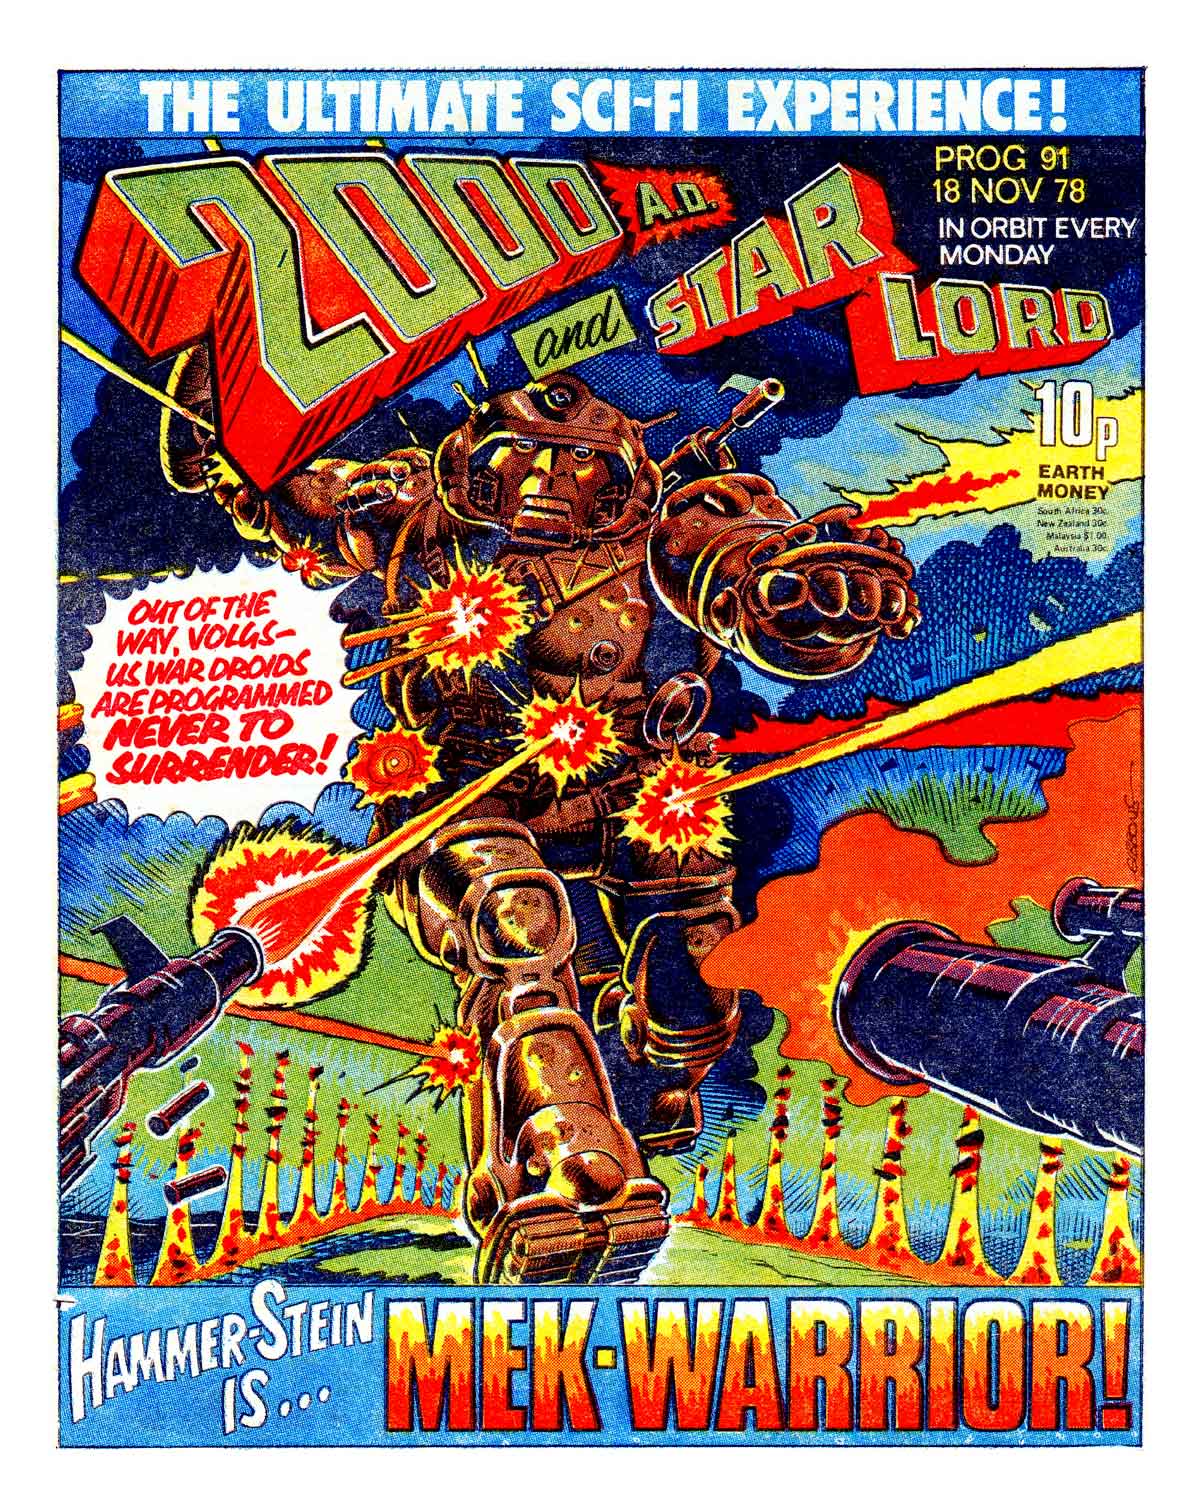 THE ULTIMATE SCI-FI EXPERIENCE!
2000 A.D.
and STAR LORD
PROG 91
18 NOV 78
IN ORBIT EVERY
MONDAY
10p
EARTH
MONEY
South Africa 30c
New Zealand 30c
Malaysia $1.00
Australia 30c
OUT OF THE
WAY, VOLGS-
US WAR DROIDS
ARE PROGRAMMED
NEVER TO
SURRENDER!
GIBBONS
HAMMER-STEIN
IS...
MEK-WARRIOR!